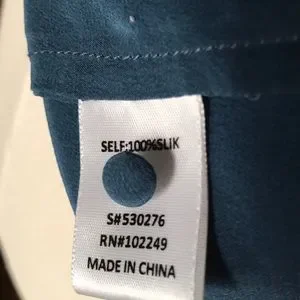 SELF:100%SLIK
S#530276
RN#102249
MADE IN CHINA